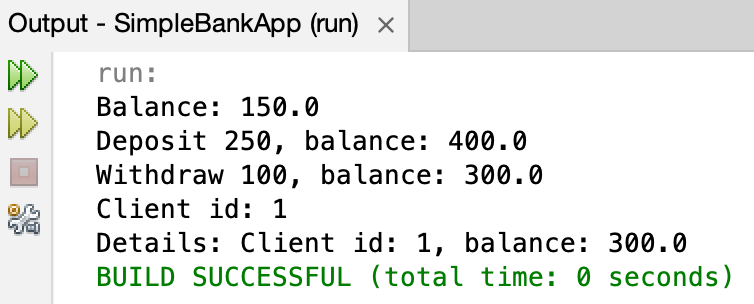 Output - SimpleBankApp (run) ×
run:
Balance: 150.0
Deposit 250, balance: 400.0
Withdraw 100, balance: 300.0
Client id: 1
Details: Client id: 1, balance: 300.0
BUILD SUCCESSFUL (total time: 0 seconds)